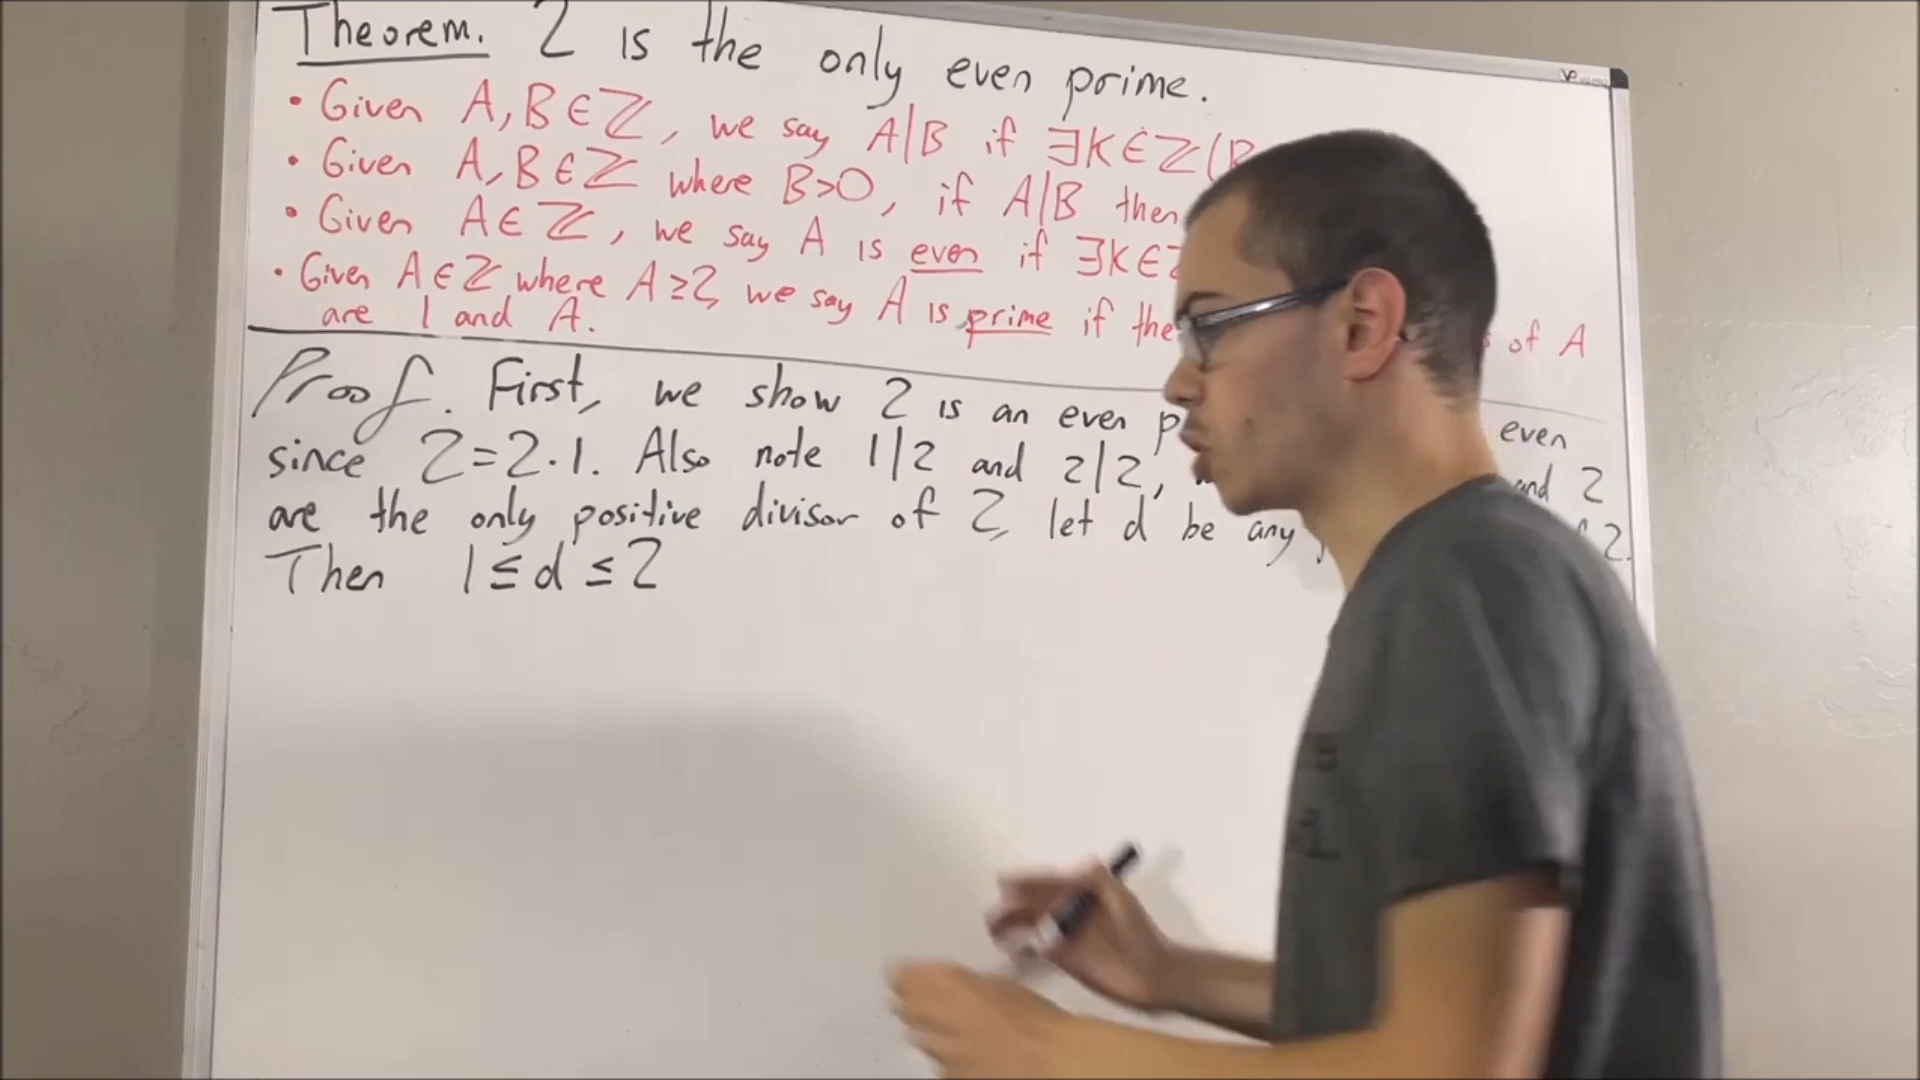 Theorem. 2 is the only even prime.
• Given A, B ∈ ℤ, we say A|B if ∃K ∈ ℤ (B
• Given A, B ∈ ℤ where B>0, if A|B then
• Given A ∈ ℤ, we say A is even if ∃K ∈ ℤ
• Given A ∈ ℤ where A ≥ 2, we say A is prime if the of A
are 1 and A.
Proof. First, we show 2 is an even even
since 2=2·1. Also note 1|2 and 2|2, and 2
are the only positive divisor of 2, let d be any 2.
Then 1 ≤ d ≤ 2